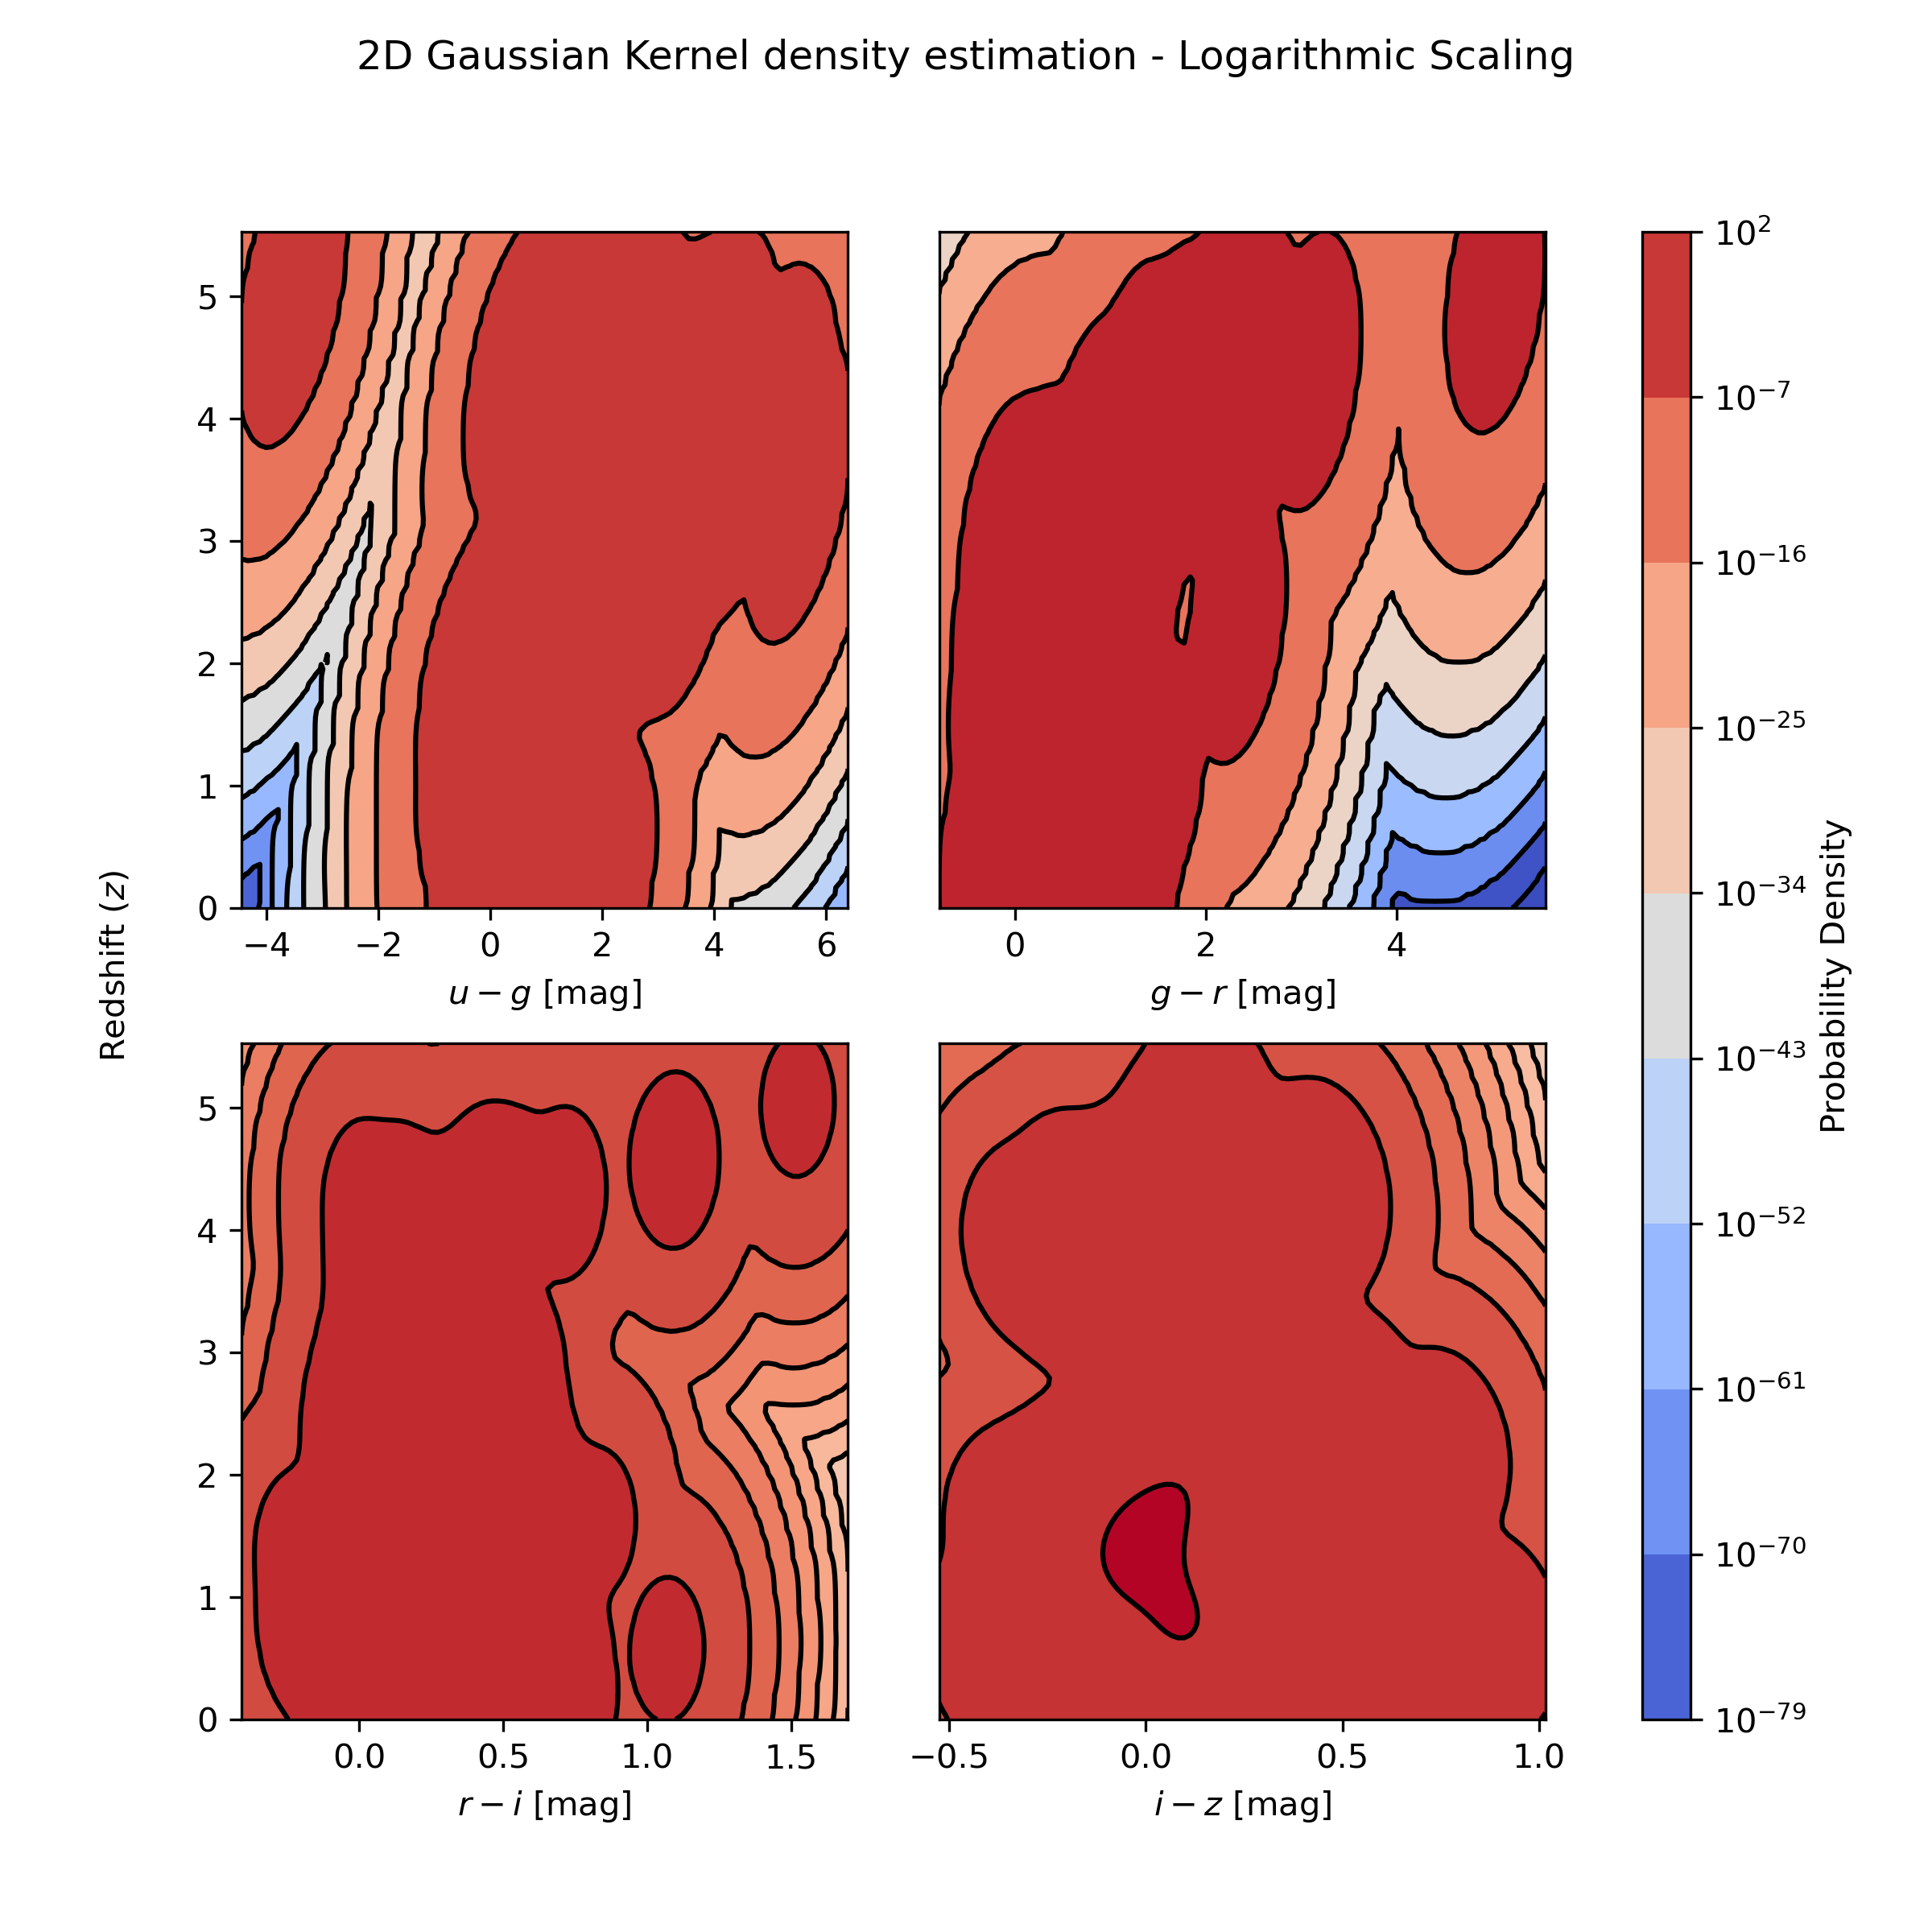 2D Gaussian Kernel density estimation - Logarithmic Scaling
Redshift (z)
5
4
3
2
1
0
−4 −2 0 2 4 6
u − g [mag]
0 2 4
g − r [mag]
5
4
3
2
1
0
0.0 0.5 1.0 1.5
r − i [mag]
−0.5 0.0 0.5 1.0
i − z [mag]
10^2
10^−7
10^−16
10^−25
10^−34
10^−43
10^−52
10^−61
10^−70
10^−79
Probability Density